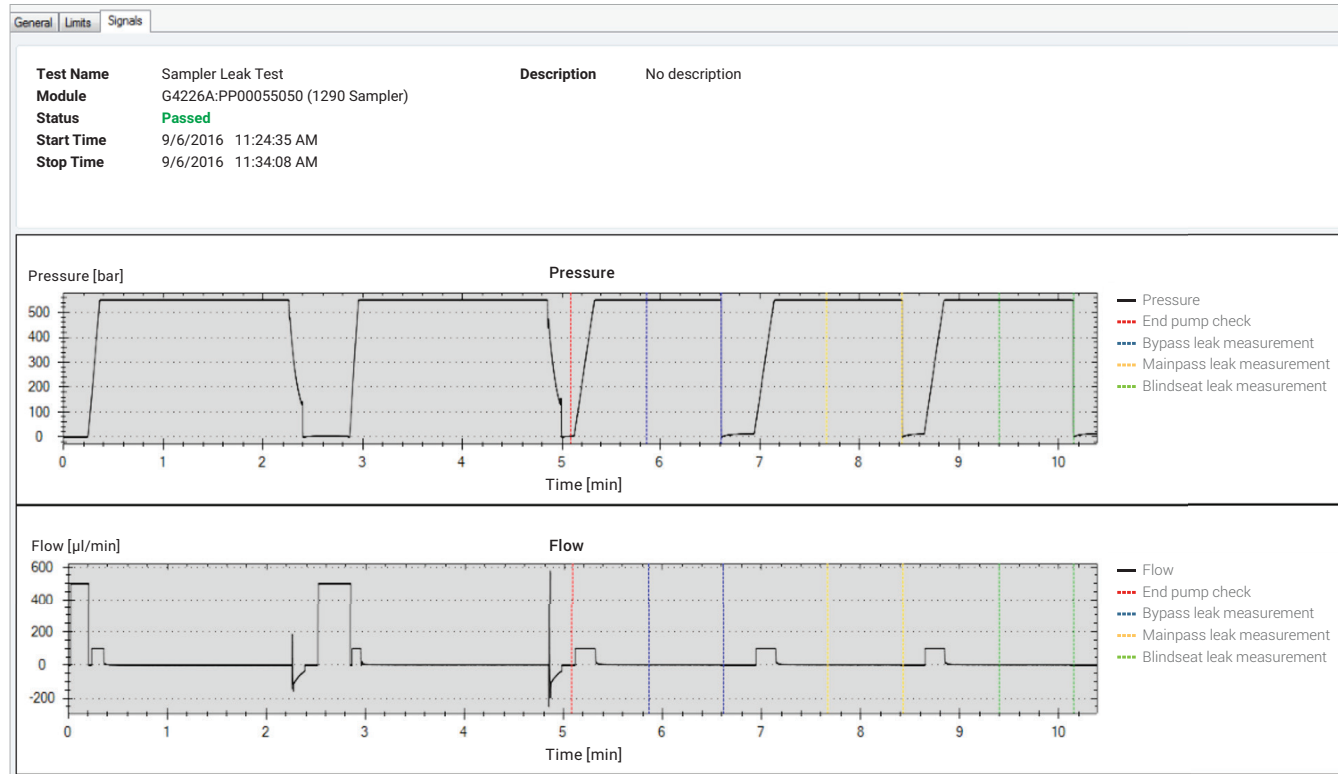 General Limits Signals
Test Name Sampler Leak Test Description No description
Module G4226A:PP00055050 (1290 Sampler)
Status Passed
Start Time 9/6/2016 11:24:35 AM
Stop Time 9/6/2016 11:34:08 AM
Pressure [bar]
Pressure
500
400
300
200
100
0
0 1 2 3 4 5 6 7 8 9 10
Time [min]
Pressure
End pump check
Bypass leak measurement
Mainpass leak measurement
Blindseat leak measurement
Flow [µl/min]
Flow
600
400
200
0
-200
0 1 2 3 4 5 6 7 8 9 10
Time [min]
Flow
End pump check
Bypass leak measurement
Mainpass leak measurement
Blindseat leak measurement